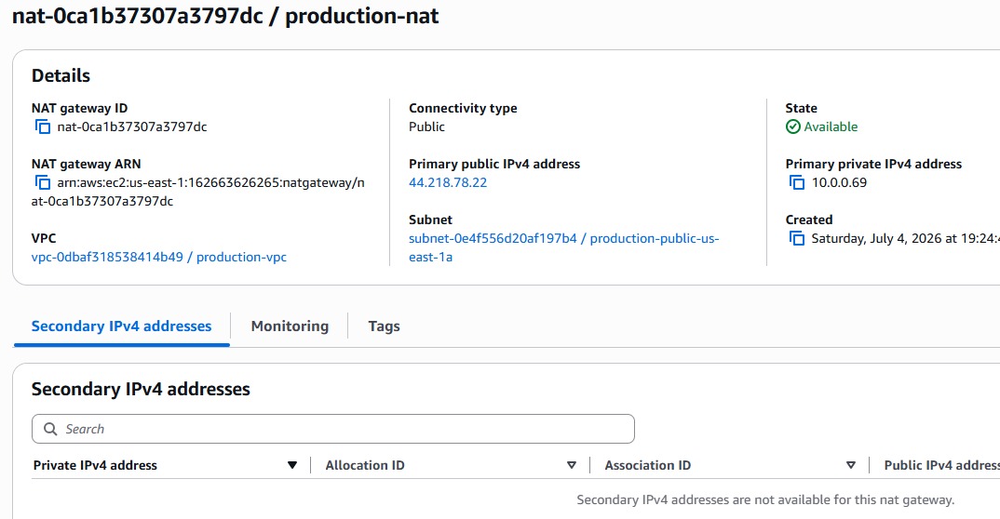 nat-0ca1b37307a3797dc / production-nat
Details
NAT gateway ID
nat-0ca1b37307a3797dc
NAT gateway ARN
arn:aws:ec2:us-east-1:162663626265:natgateway/n
at-0ca1b37307a3797dc
VPC
vpc-0dbaf318538414b49 / production-vpc
Connectivity type
Public
Primary public IPv4 address
44.218.78.22
Subnet
subnet-0e4f556d20af197b4 / production-public-us-
east-1a
State
Available
Primary private IPv4 address
10.0.0.69
Created
Saturday, July 4, 2026 at 19:24:
Secondary IPv4 addresses
Monitoring
Tags
Secondary IPv4 addresses
Search
Private IPv4 address
Allocation ID
Association ID
Public IPv4
Secondary IPv4 addresses are not available for this nat gateway.